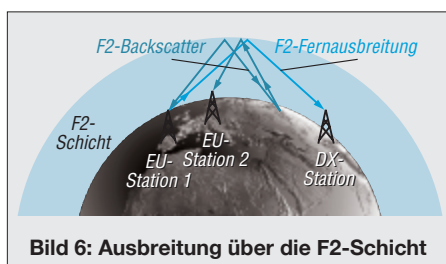 F2-Backscatter
F2-Fernausbreitung
F2-
Schicht
EU-
Station 1
EU-
Station 2
DX-
Station
Bild 6: Ausbreitung über die F2-Schicht